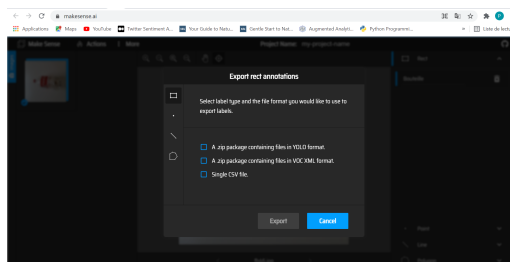 makesense.ai
Applications Maps YouTube Twitter Sentiment A... Your Guide to Natu... Gentle Start to Nat... Augmented Analyti... Python Programmi... » Liste de lectu
Make Sense Actions More Project Name: my-project-name Rect
Export rect annotations
Select label type and the file format you would like to use to
export labels.
A .zip package containing files in YOLO format.
A .zip package containing files in VOC XML format.
Single CSV file.
Export Cancel
Point
Line